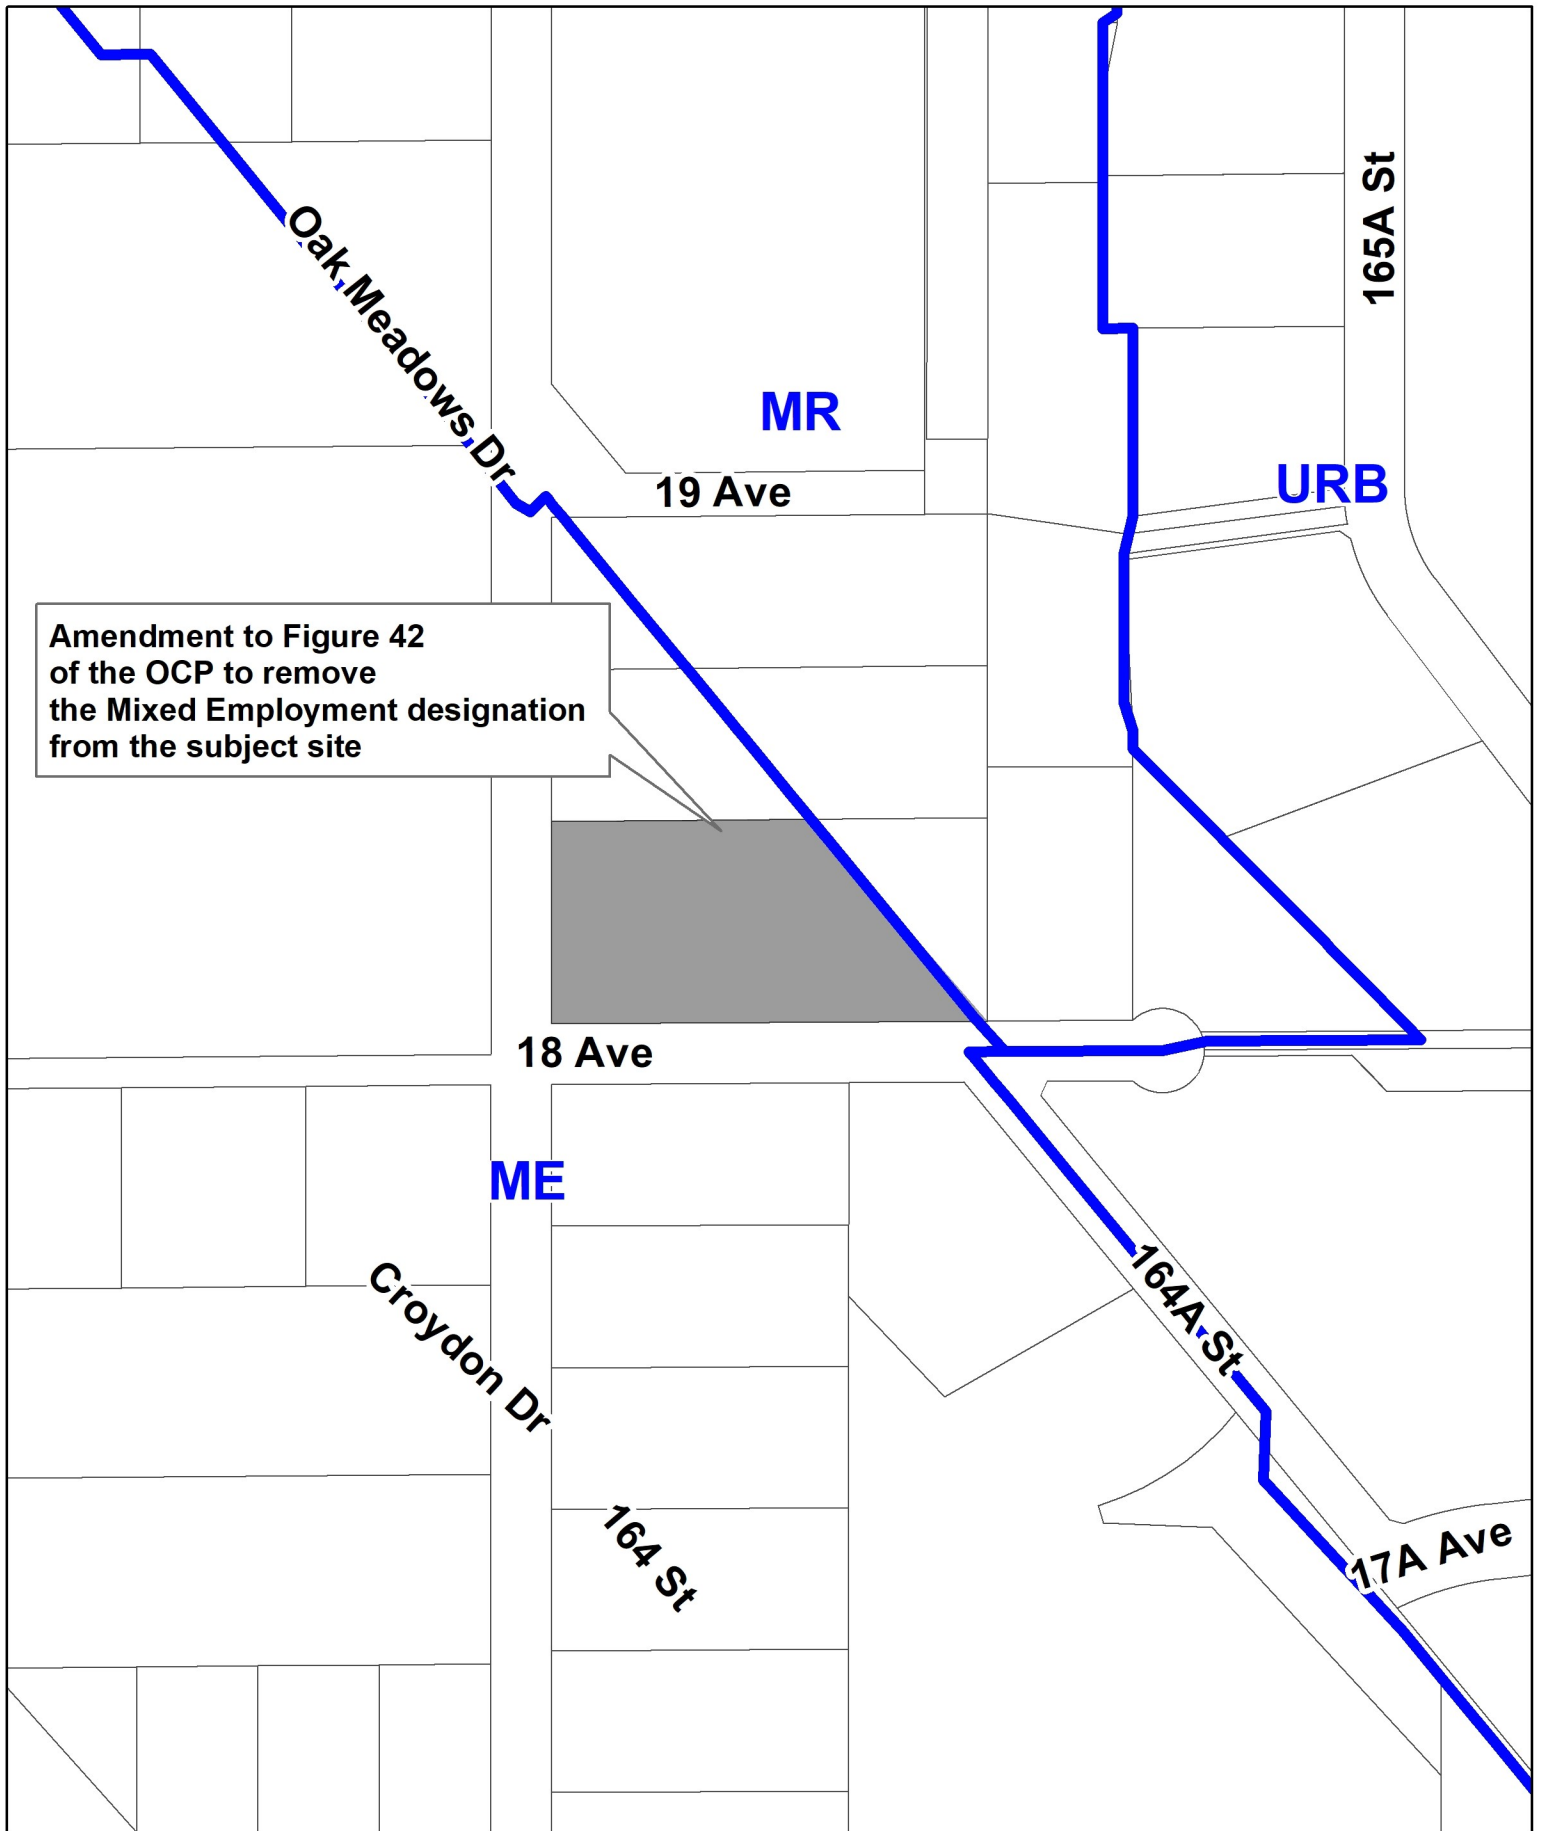 165A St
Oak Meadows Dr
MR
URB
19 Ave
Amendment to Figure 42
of the OCP to remove
the Mixed Employment designation
from the subject site
18 Ave
ME
164A St
Croydon Dr
164 St
17A Ave